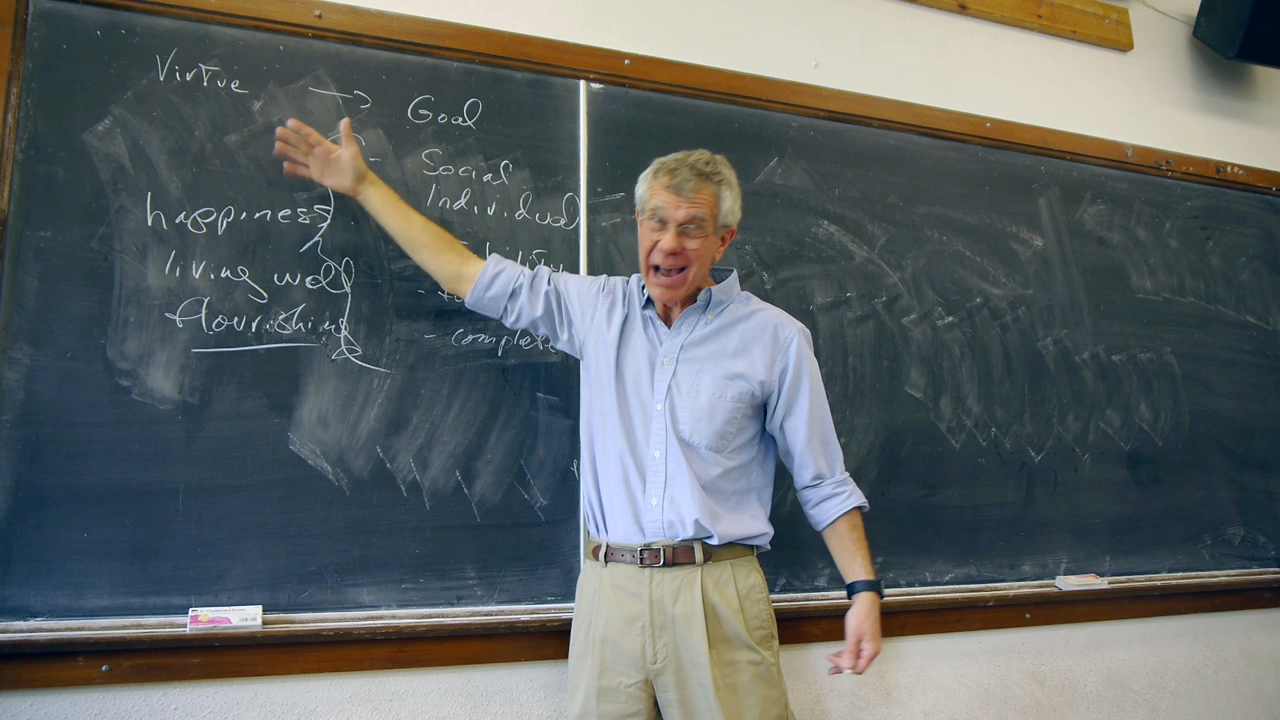 Virtue → Goal
Social
Individual
happiness
living well
flourishing
- complete